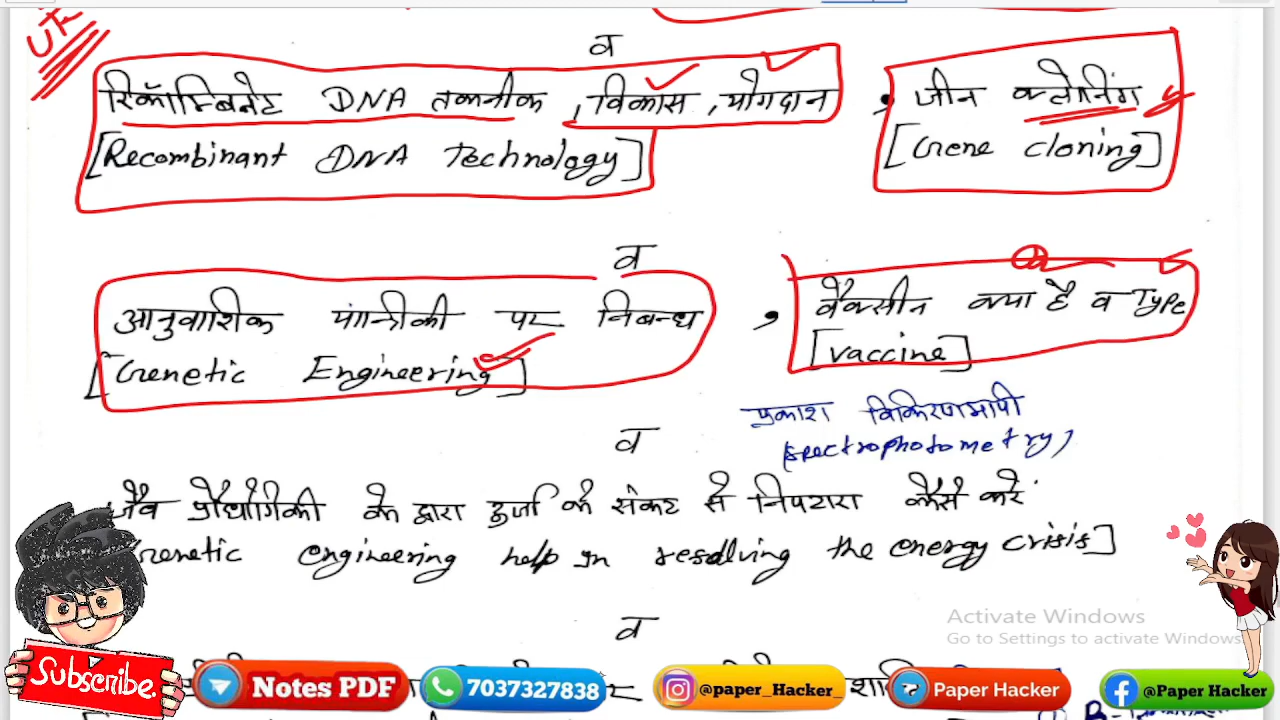 व
रिकॉम्बिनेट DNA तकनीक , विकास , योगदान , जीन क्लोनिंग
[Recombinant DNA Technology] [Gene cloning]
व
आनुवांशिक यांत्रीकी पर निबन्ध , वैक्सीन क्या है व Type
[Genetic Engineering] [vaccine]
प्रकाश विकिरणमापी
(spectrophotometry)
व
जैव प्रौद्योगिकी के द्वारा ऊर्जा के संकट से निपटारा कैसे करें
Genetic engineering help In resolving the energy crisis]
व
Activate Windows
Go to Settings to activate Windows.
Subscribe.
Notes PDF
7037327838
@paper_Hacker_
Paper Hacker
@Paper Hacker